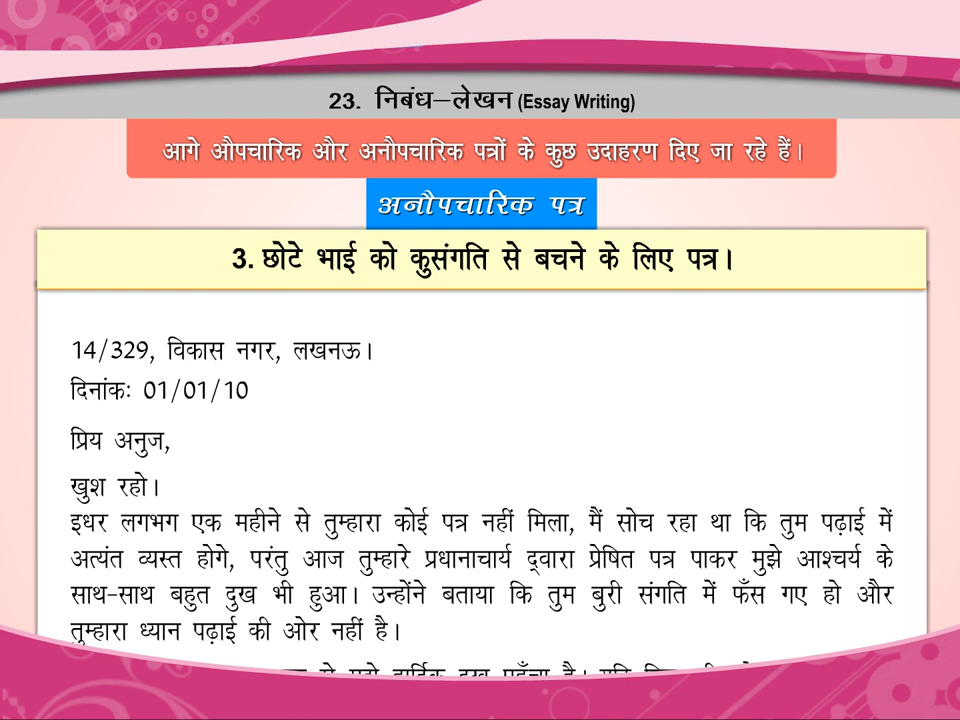 23. निबंध–लेखन (Essay Writing)
आगे औपचारिक और अनौपचारिक पत्रों के कुछ उदाहरण दिए जा रहे हैं।
अनौपचारिक पत्र
3. छोटे भाई को कुसंगति से बचने के लिए पत्र।
14/329, विकास नगर, लखनऊ।
दिनांकः 01/01/10
प्रिय अनुज,
खुश रहो।
इधर लगभग एक महीने से तुम्हारा कोई पत्र नहीं मिला, मैं सोच रहा था कि तुम पढ़ाई में
अत्यंत व्यस्त होगे, परंतु आज तुम्हारे प्रधानाचार्य द्वारा प्रेषित पत्र पाकर मुझे आश्चर्य के
साथ-साथ बहुत दुख भी हुआ। उन्होंने बताया कि तुम बुरी संगति में फँस गए हो और
तुम्हारा ध्यान पढ़ाई की ओर नहीं है।
से मुझे हार्दिक दुख पहुँचा है।